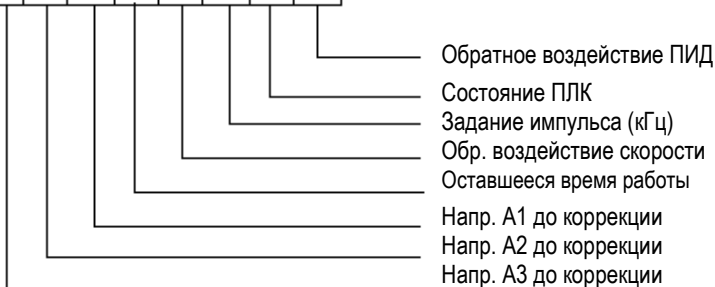 Обратное воздействие ПИД
Состояние ПЛК
Задание импульса (кГц)
Обр. воздействие скорости
Оставшееся время работы
Напр. А1 до коррекции
Напр. А2 до коррекции
Напр. А3 до коррекции